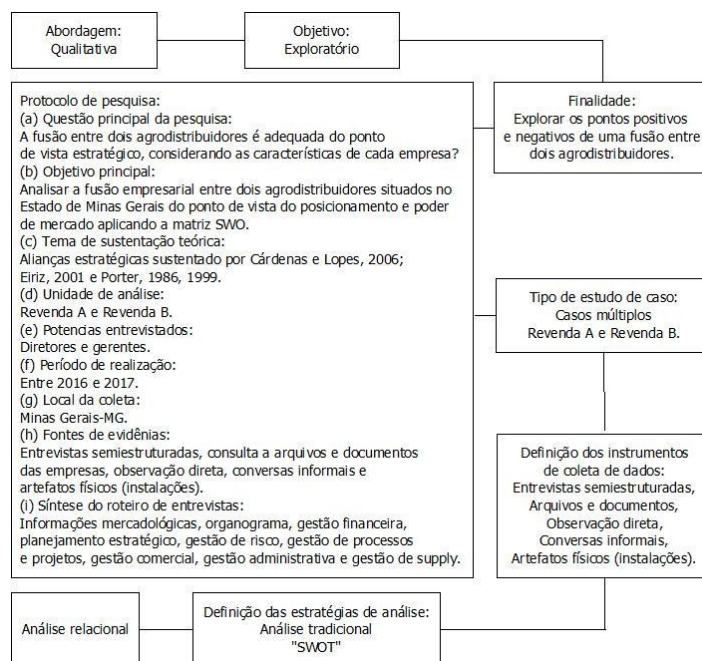 Abordagem:
Qualitativa
Objetivo:
Exploratório
Protocolo de pesquisa:
(a) Questão principal da pesquisa:
A fusão entre dois agrodistribuidores é adequada do ponto
de vista estratégico, considerando as características de cada empresa?
(b) Objetivo principal:
Analisar a fusão empresarial entre dois agrodistribuidores situados no
Estado de Minas Gerais do ponto de vista do posicionamento e poder
de mercado aplicando a matriz SWO.
(c) Tema de sustentação teórica:
Alianças estratégicas sustentado por Cárdenas e Lopes, 2006;
Eiriz, 2001 e Porter, 1986, 1999.
(d) Unidade de análise:
Revenda A e Revenda B.
(e) Potencias entrevistados:
Diretores e gerentes.
(f) Período de realização:
Entre 2016 e 2017.
(g) Local da coleta:
Minas Gerais-MG.
(h) Fontes de evidênias:
Entrevistas semiestruturadas, consulta a arquivos e documentos
das empresas, observação direta, conversas informais e
artefatos físicos (instalações).
(i) Síntese do roteiro de entrevistas:
Informações mercadológicas, organograma, gestão financeira,
planejamento estratégico, gestão de risco, gestão de processos
e projetos, gestão comercial, gestão administrativa e gestão de supply.
Finalidade:
Explorar os pontos positivos
e negativos de uma fusão entre
dois agrodistribuidores.
Tipo de estudo de caso:
Casos múltiplos
Revenda A e Revenda B.
Definição dos instrumentos
de coleta de dados:
Entrevistas semiestruturadas,
Arquivos e documentos,
Observação direta,
Conversas informais,
Artefatos físicos (instalações).
Definição das estratégias de análise:
Análise tradicional
"SWOT"
Análise relacional